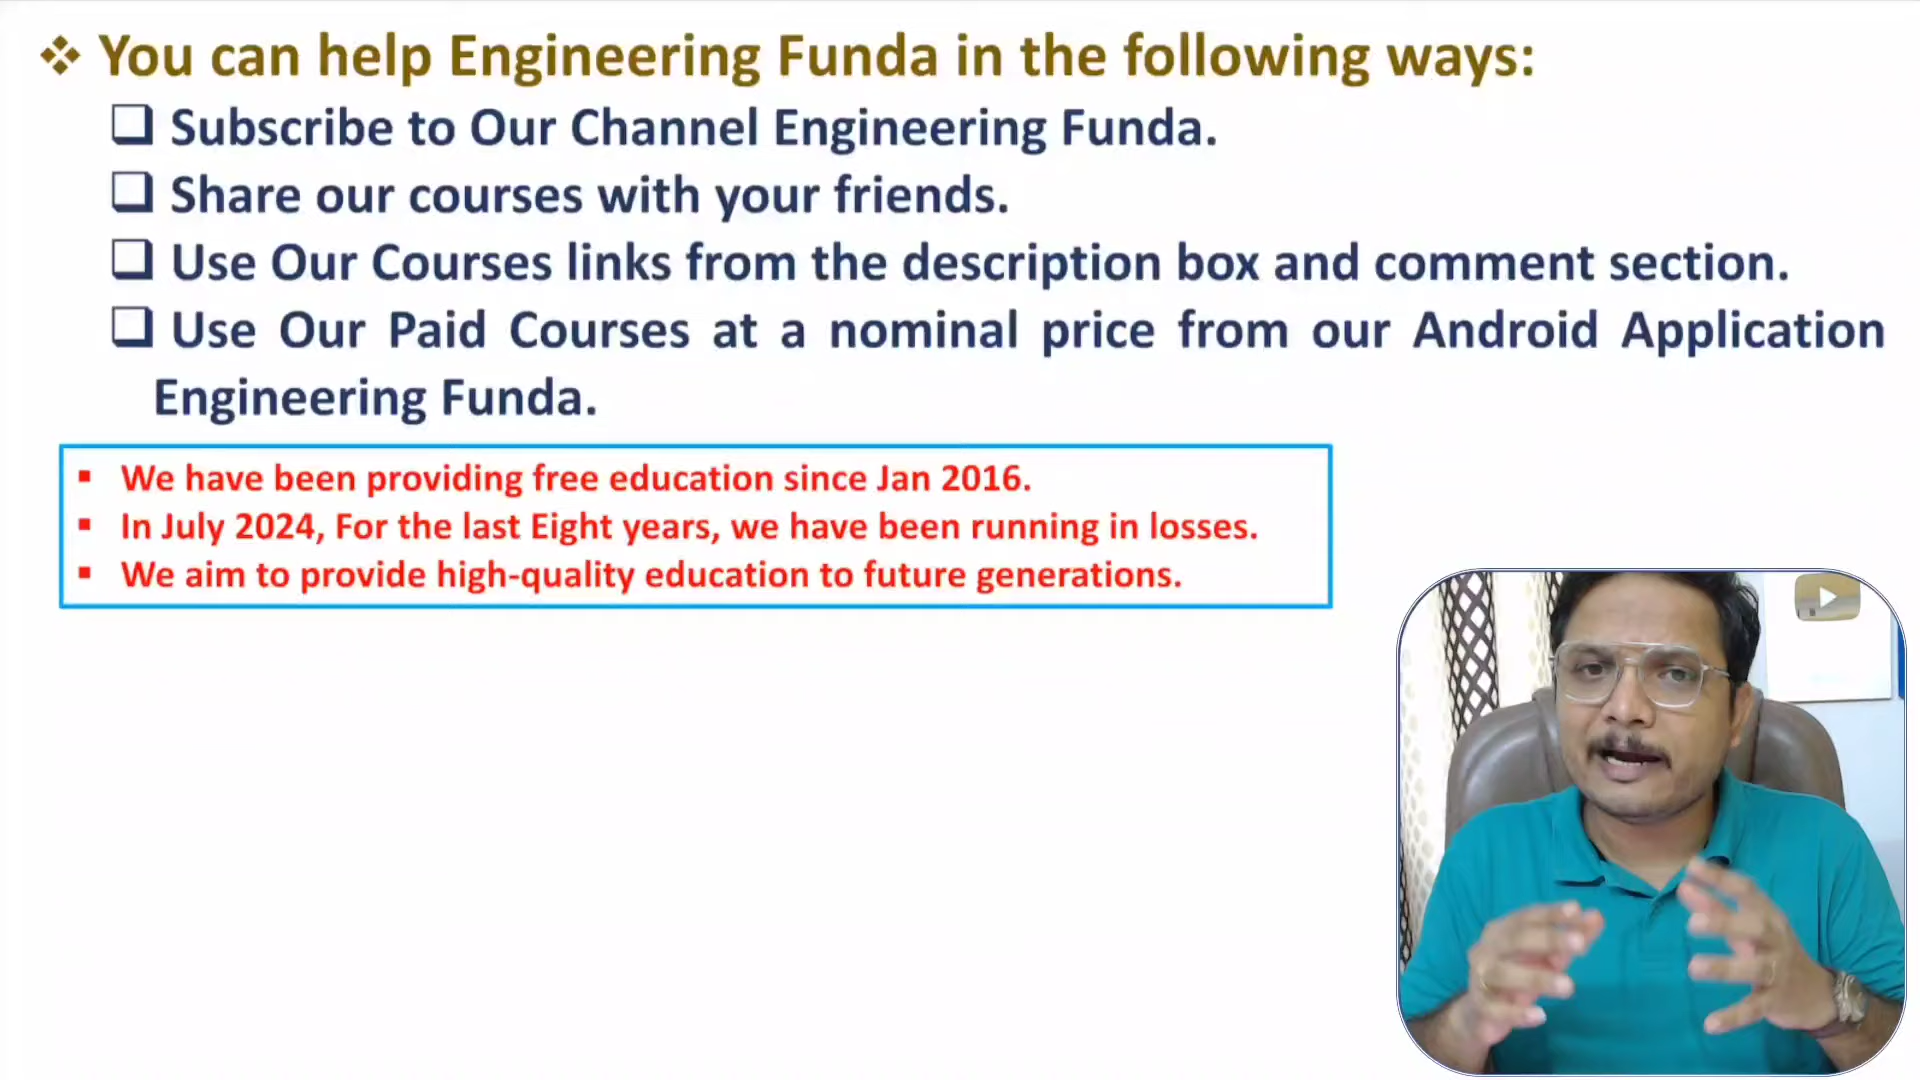 You can help Engineering Funda in the following ways:
Subscribe to Our Channel Engineering Funda.
Share our courses with your friends.
Use Our Courses links from the description box and comment section.
Use Our Paid Courses at a nominal price from our Android Application
Engineering Funda.
We have been providing free education since Jan 2016.
In July 2024, For the last Eight years, we have been running in losses.
We aim to provide high-quality education to future generations.